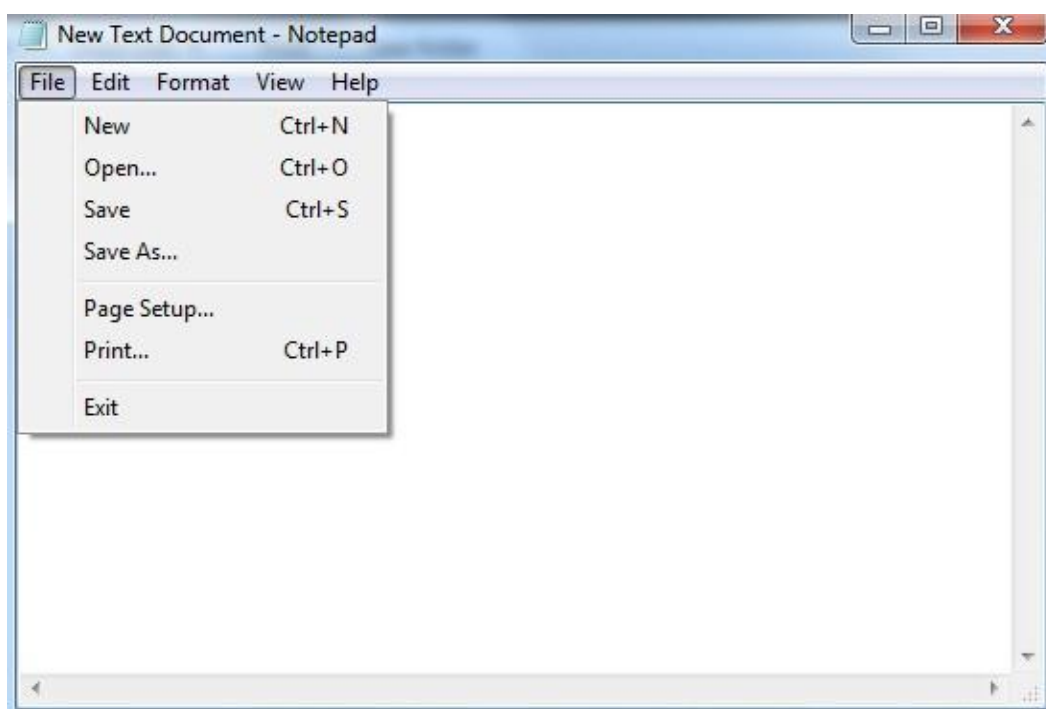 New Text Document - Notepad
File Edit Format View Help
New Ctrl+N
Open... Ctrl+O
Save Ctrl+S
Save As...
Page Setup...
Print... Ctrl+P
Exit